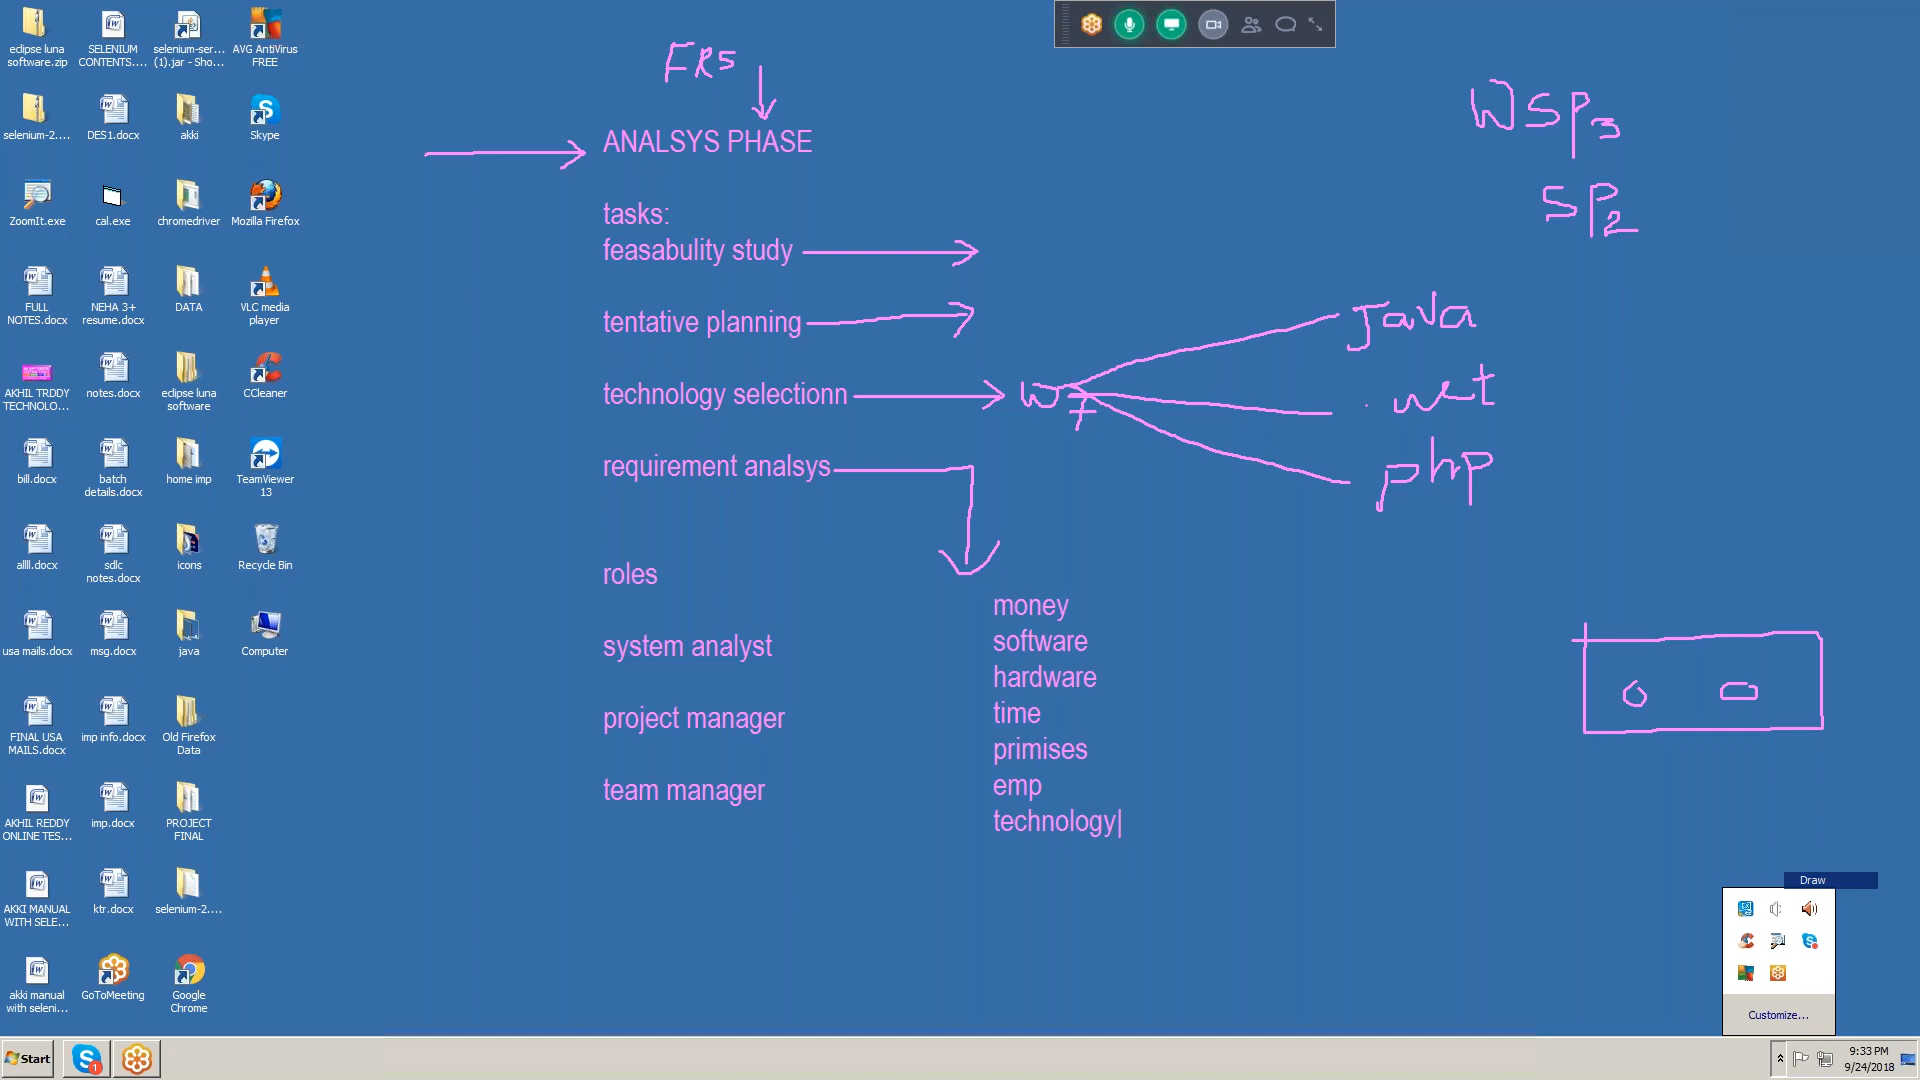 eclipse luna
software.zip
SELENIUM
CONTENTS....
selenium-ser...
(1).jar - Sho...
AVG AntiVirus
FREE
selenium-2....
DES1.docx
akki
Skype
ZoomIt.exe
cal.exe
chromedriver
Mozilla Firefox
FULL
NOTES.docx
NEHA 3+
resume.docx
DATA
VLC media
player
AKHIL TRDDY
TECHNOLO...
notes.docx
eclipse luna
software
CCleaner
bill.docx
batch
details.docx
home imp
TeamViewer
13
allll.docx
sdlc
notes.docx
icons
Recycle Bin
usa mails.docx
msg.docx
java
Computer
FINAL USA
MAILS.docx
imp info.docx
Old Firefox
Data
AKHIL REDDY
ONLINE TES...
imp.docx
PROJECT
FINAL
AKKI MANUAL
WITH SELE...
ktr.docx
selenium-2....
akki manual
with seleni...
GoToMeeting
Google
Chrome
FRS
ANALSYS PHASE
tasks:
feasabulity study
tentative planning
technology selectionn
requirement analsys
roles
system analyst
project manager
team manager
money
software
hardware
time
primises
emp
technology
WSP3
SP2
W7
Java
.net
php
Draw
Customize...
Start
1
9:33 PM
9/24/2018